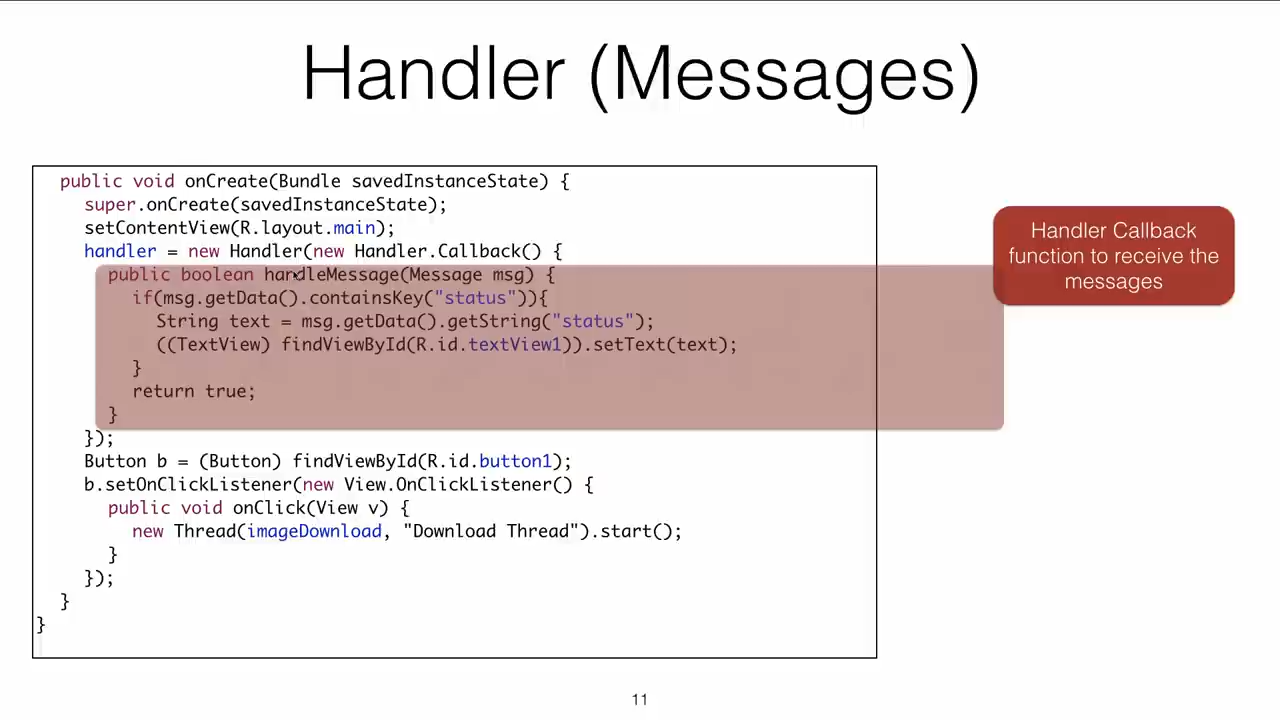 Handler (Messages)
public void onCreate(Bundle savedInstanceState) {
super.onCreate(savedInstanceState);
setContentView(R.layout.main);
handler = new Handler(new Handler.Callback() {
public boolean handleMessage(Message msg) {
if(msg.getData().containsKey("status")){
String text = msg.getData().getString("status");
((TextView) findViewById(R.id.textView1)).setText(text);
}
return true;
}
});
Button b = (Button) findViewById(R.id.button1);
b.setOnClickListener(new View.OnClickListener() {
public void onClick(View v) {
new Thread(imageDownload, "Download Thread").start();
}
});
}
}
Handler Callback
function to receive the
messages
11